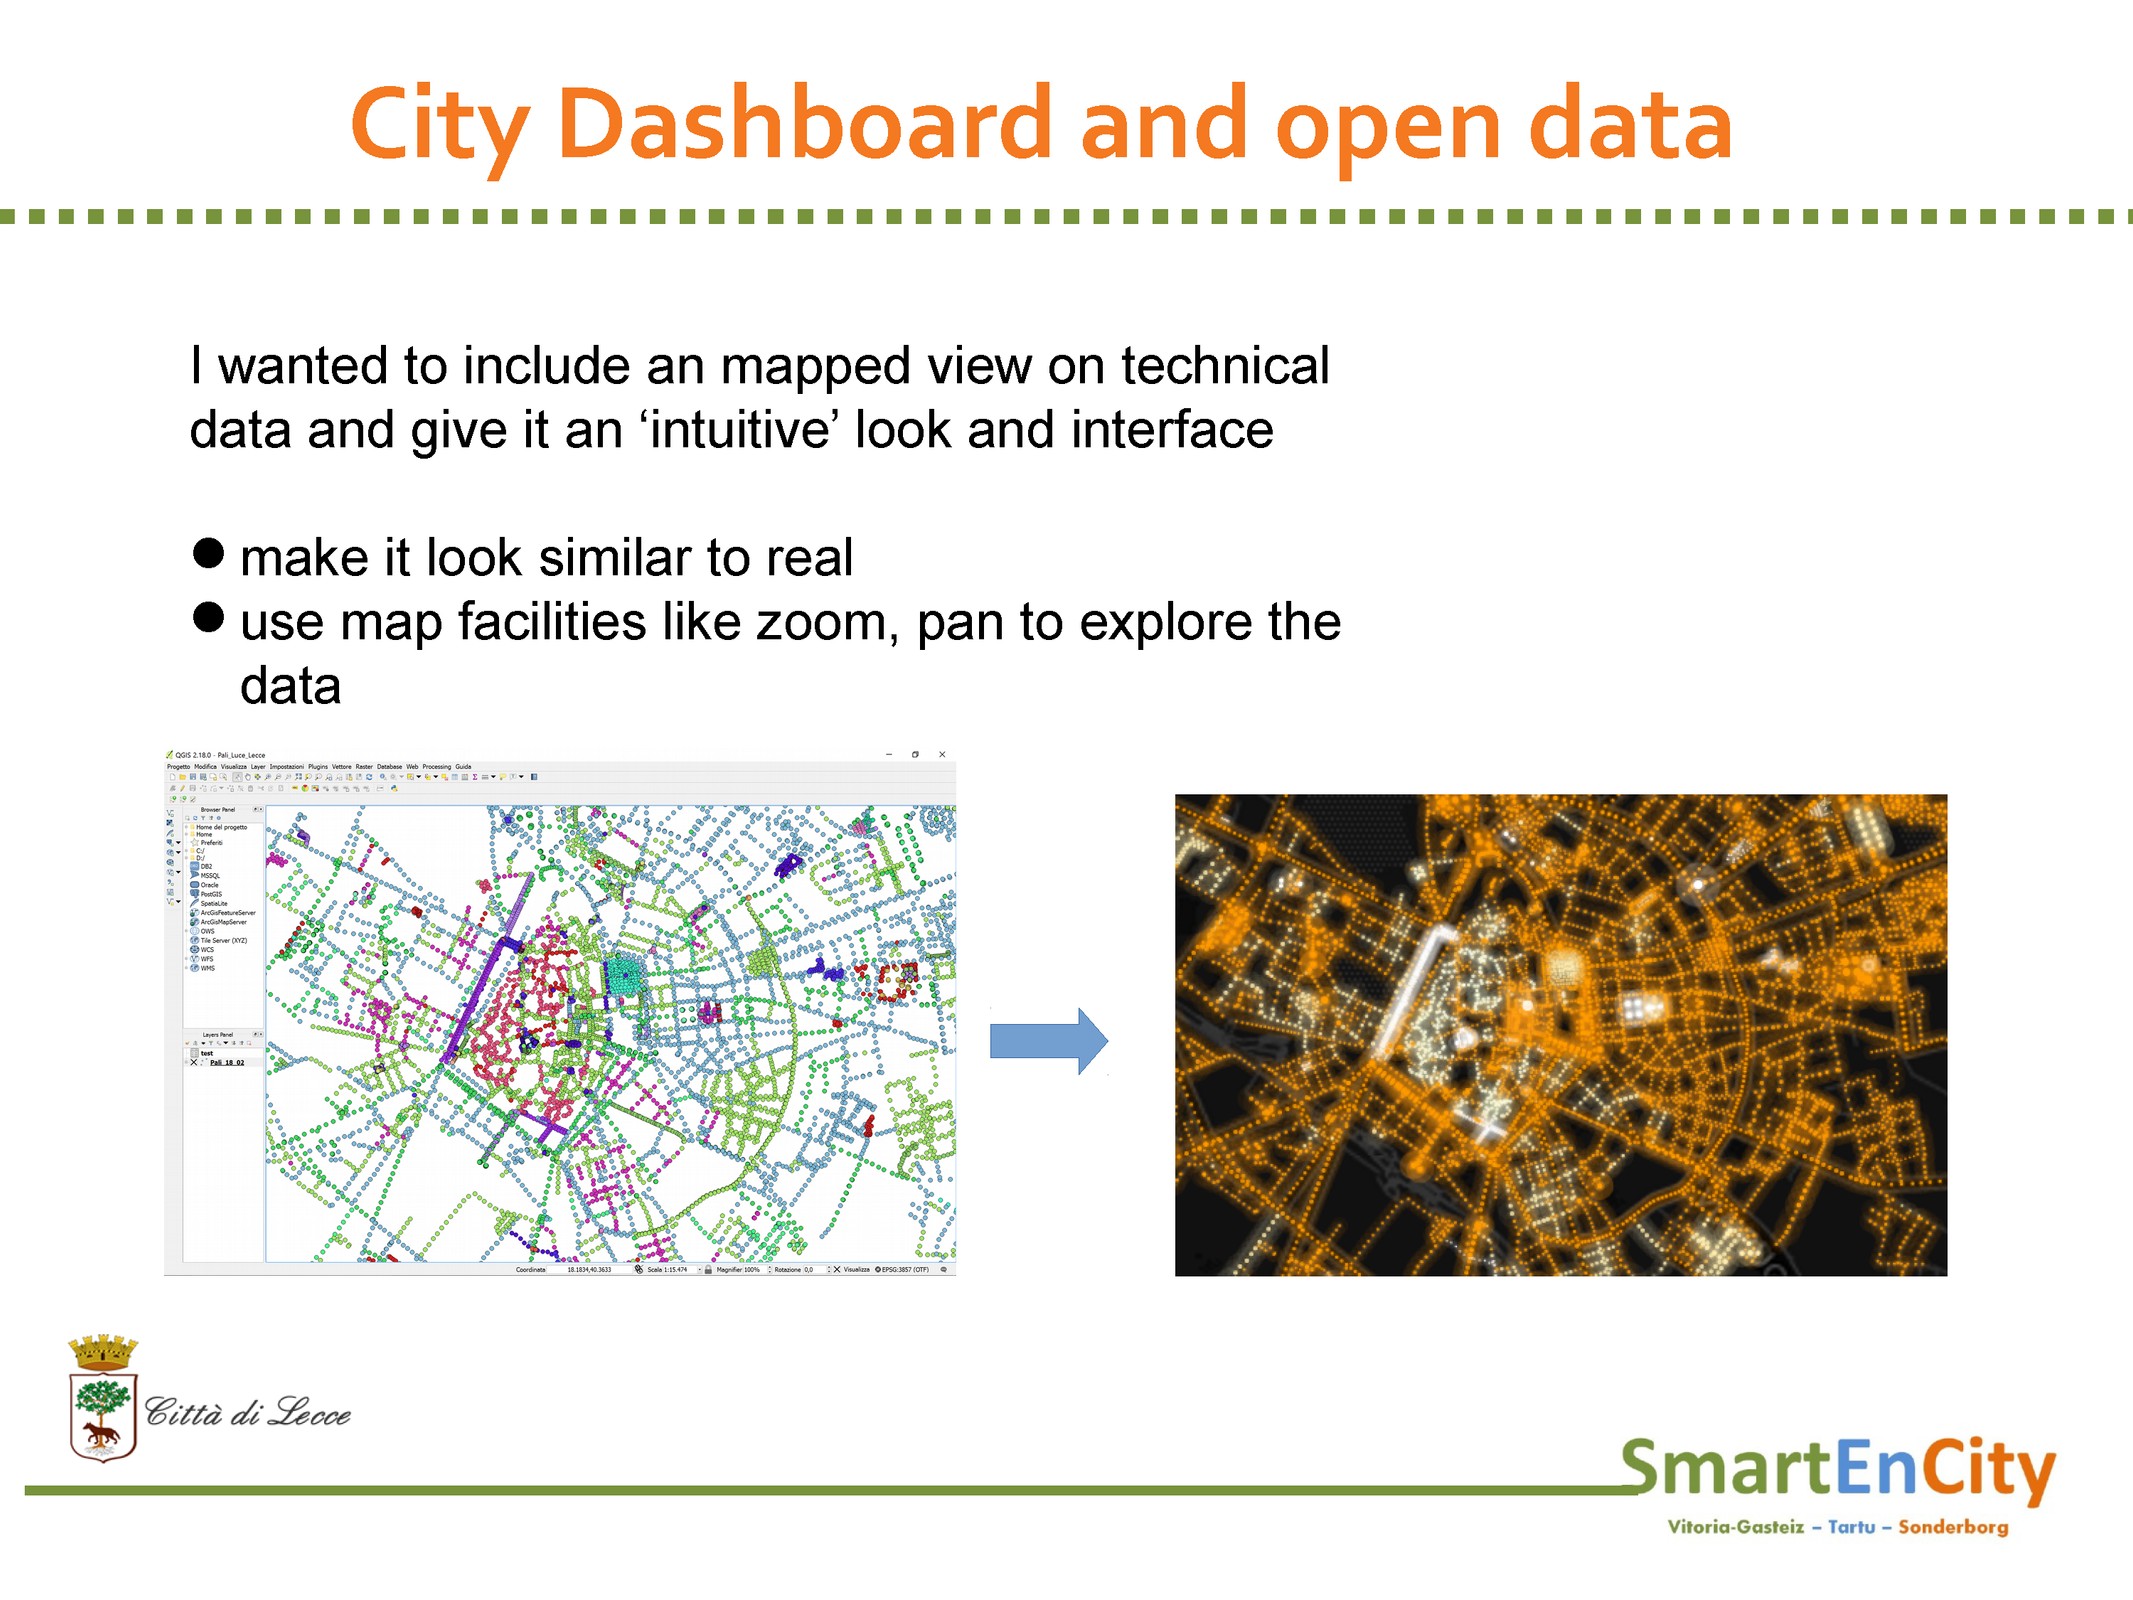 City Dashboard and open data
I wanted to include an mapped view on technical
data and give it an ‘intuitive’ look and interface
● make it look similar to real
● use map facilities like zoom, pan to explore the
data
QGIS 2.18.0 - Pali_Luce_Lecce
Progetto Modifica Visualizza Layer Impostazioni Plugins Vettore Raster Database Web Processing Guida
Browser Panel
Home del progetto
Home
Preferiti
C:/
D:/
DB2
MSSQL
Oracle
PostGIS
SpatiaLite
ArcGisFeatureServer
ArcGisMapServer
OWS
Tile Server (XYZ)
WCS
WFS
WMS
Layers Panel
test
Pali_18_02
Coordinata 18.1834,40.3633 Scala 1:15.474 Magnifier 100% Rotazione 0,0 Visualizza EPSG:3857 (OTF)
Città di Lecce
SmartEnCity
Vitoria-Gasteiz – Tartu – Sonderborg